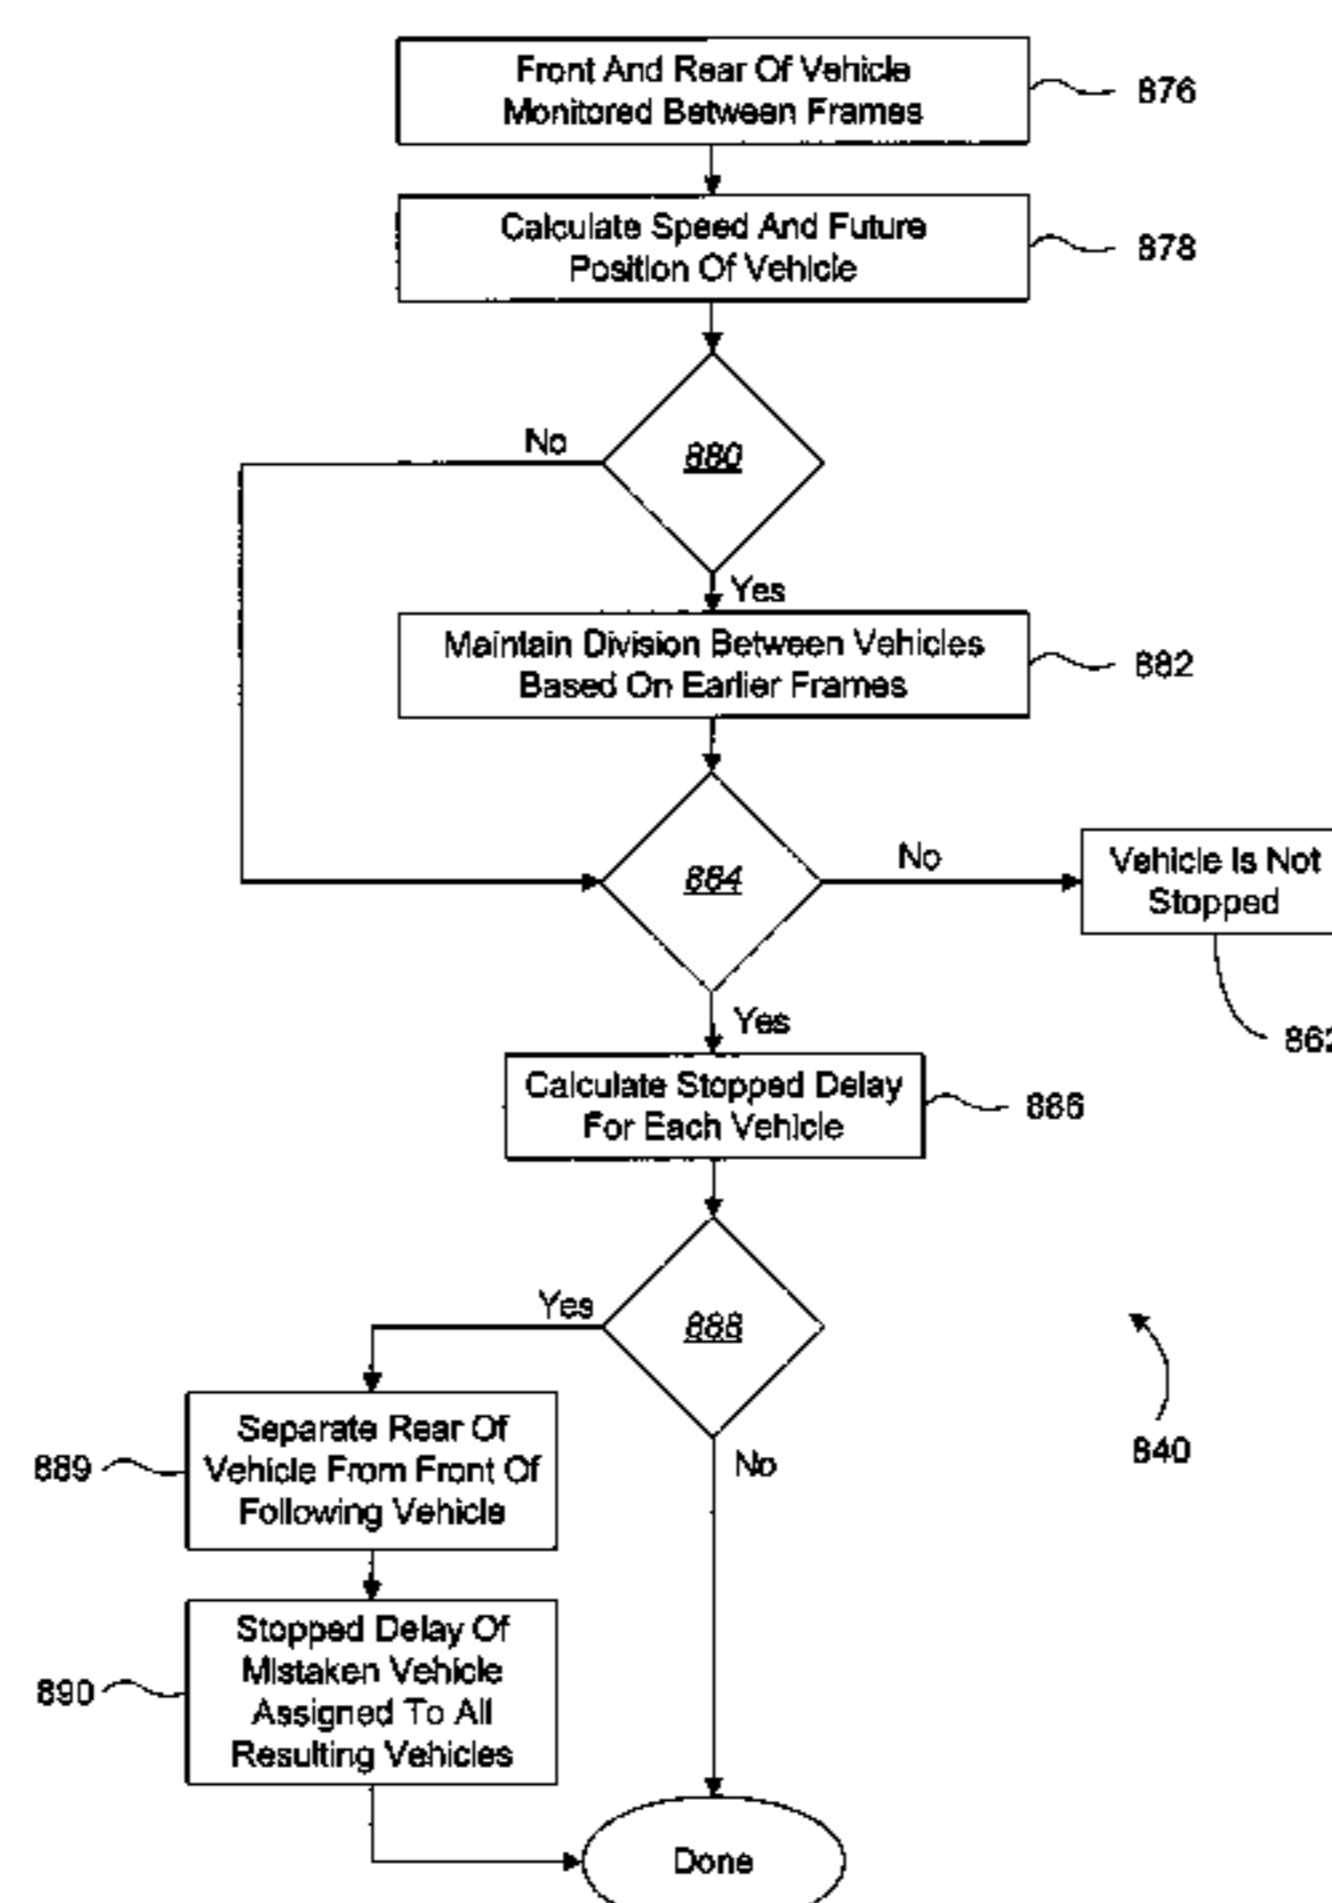 Front And Rear Of Vehicle
Monitored Between Frames
876
Calculate Speed And Future
Position Of Vehicle
878
No
880
Yes
Maintain Division Between Vehicles
Based On Earlier Frames
882
884
No
Vehicle Is Not
Stopped
862
Yes
Calculate Stopped Delay
For Each Vehicle
886
Yes
888
No
840
889
Separate Rear Of
Vehicle From Front Of
Following Vehicle
890
Stopped Delay Of
Mistaken Vehicle
Assigned To All
Resulting Vehicles
Done